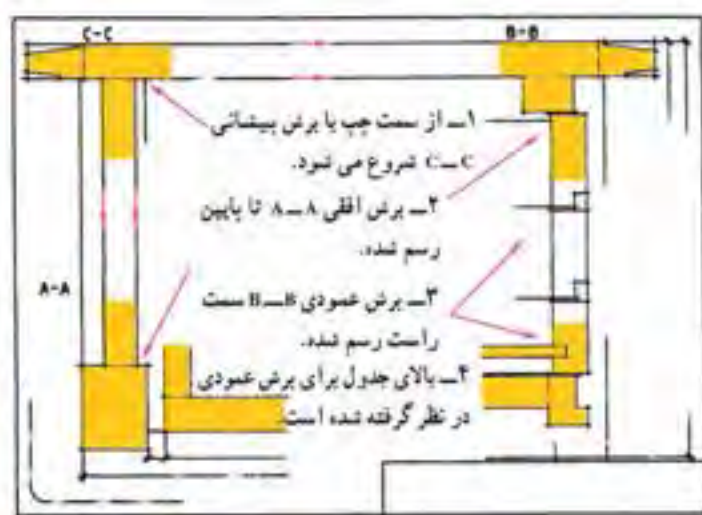 C-C
B-B
۱ــ از سمت چپ با برش پیشانی
C ــ C شروع می شود.
۲ــ برش افقی A ــ A تا پایین
رسم شده.
A-A
۳ــ برش عمودی B ــ B سمت
راست رسم شده.
۴ــ بالای جدول برای برش عمودی
در نظر گرفته شده است.